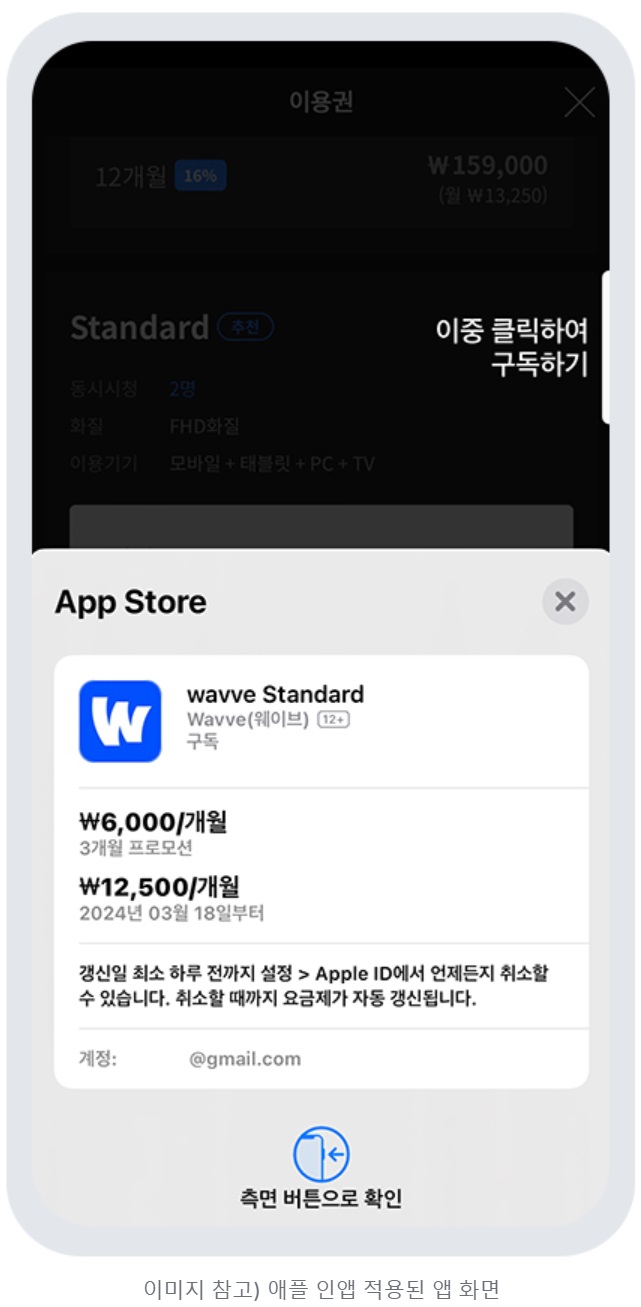 이용권
12개월 16% ₩159,000
(월 ₩13,250)
Standard 추천
이중 클릭하여
구독하기
동시시청 2명
화질 FHD화질
이용기기 모바일 + 태블릿 + PC + TV
App Store
wavve Standard
Wavve(웨이브) 12+
구독
₩6,000/개월
3개월 프로모션
₩12,500/개월
2024년 03월 18일부터
갱신일 최소 하루 전까지 설정 > Apple ID에서 언제든지 취소할
수 있습니다. 취소할 때까지 요금제가 자동 갱신됩니다.
계정: @gmail.com
측면 버튼으로 확인
이미지 참고) 애플 인앱 적용된 앱 화면